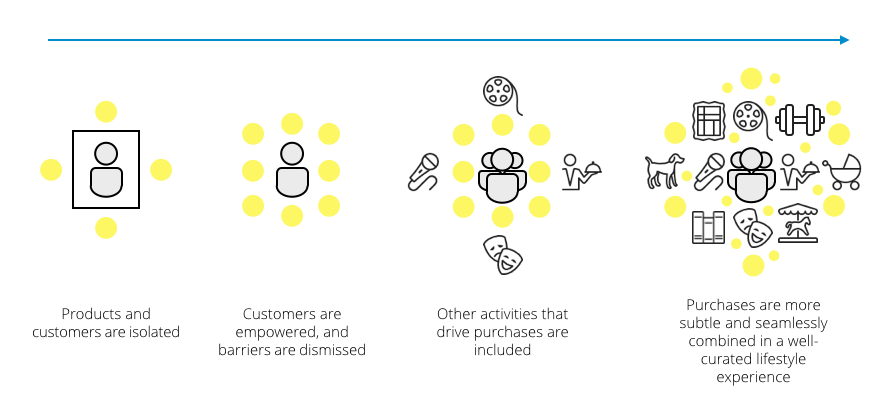 Products and
customers are isolated
Customers are
empowered, and
barriers are dismissed
Other activities that
drive purchases are
included
Purchases are more
subtle and seamlessly
combined in a well-
curated lifestyle
experience